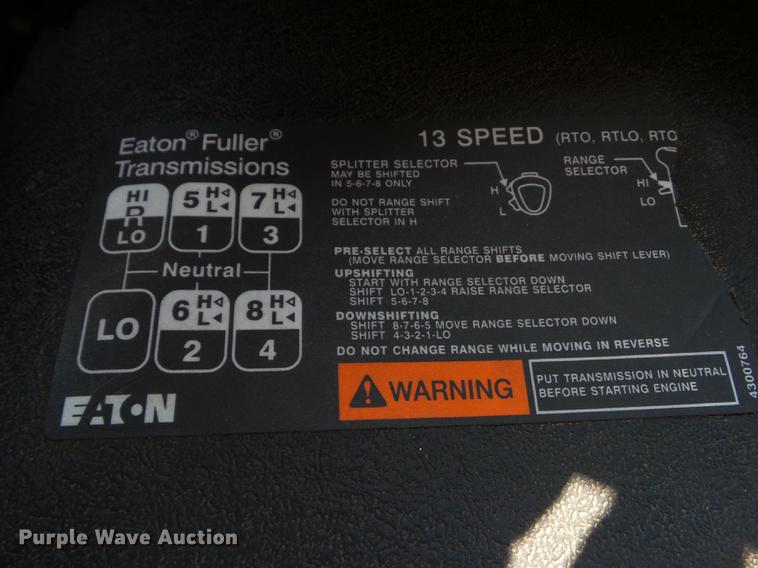 Eaton® Fuller®
Transmissions
HI
R
LO
5 H
L
1
7 H
L
3
Neutral
LO
6 H
L
2
8 H
L
4
EATON
13 SPEED (RTO, RTLO, RTO
SPLITTER SELECTOR
MAY BE SHIFTED
IN 5-6-7-8 ONLY
DO NOT RANGE SHIFT
WITH SPLITTER
SELECTOR IN H
H
L
RANGE
SELECTOR
HI
LO
PRE-SELECT ALL RANGE SHIFTS
(MOVE RANGE SELECTOR BEFORE MOVING SHIFT LEVER)
UPSHIFTING
START WITH RANGE SELECTOR DOWN
SHIFT LO-1-2-3-4 RAISE RANGE SELECTOR
SHIFT 5-6-7-8
DOWNSHIFTING
SHIFT 8-7-6-5 MOVE RANGE SELECTOR DOWN
SHIFT 4-3-2-1-LO
DO NOT CHANGE RANGE WHILE MOVING IN REVERSE
WARNING
PUT TRANSMISSION IN NEUTRAL
BEFORE STARTING ENGINE
4300764
Purple Wave Auction